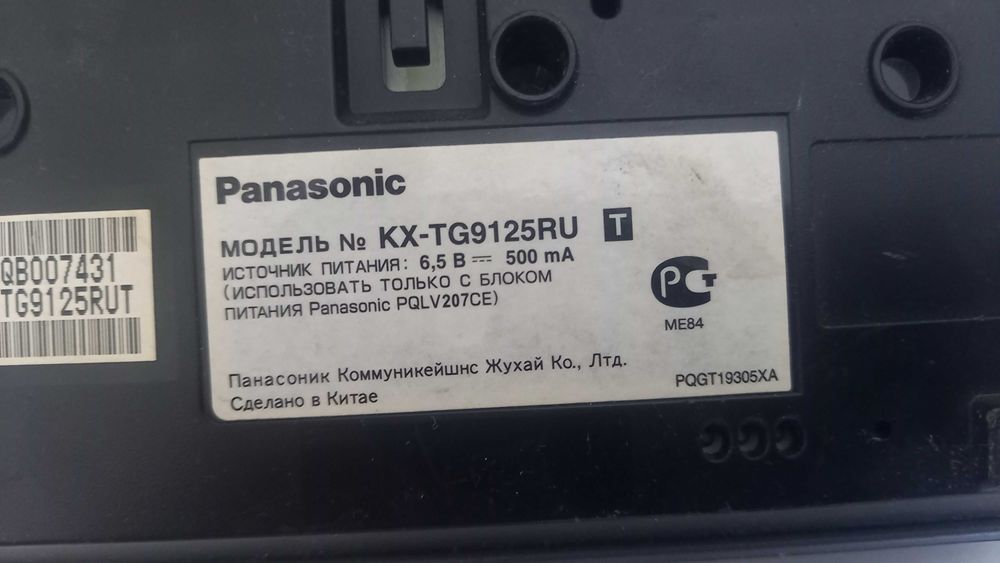 Panasonic
МОДЕЛЬ № KX-TG9125RU T
ИСТОЧНИК ПИТАНИЯ: 6,5 В ⎓ 500 mA
(ИСПОЛЬЗОВАТЬ ТОЛЬКО С БЛОКОМ
ПИТАНИЯ Panasonic PQLV207CE)
РСТ
ME84
Панасоник Коммуникейшнс Жухай Ко., Лтд.
Сделано в Китае
PQGT19305XA
QB007431
TG9125RUT